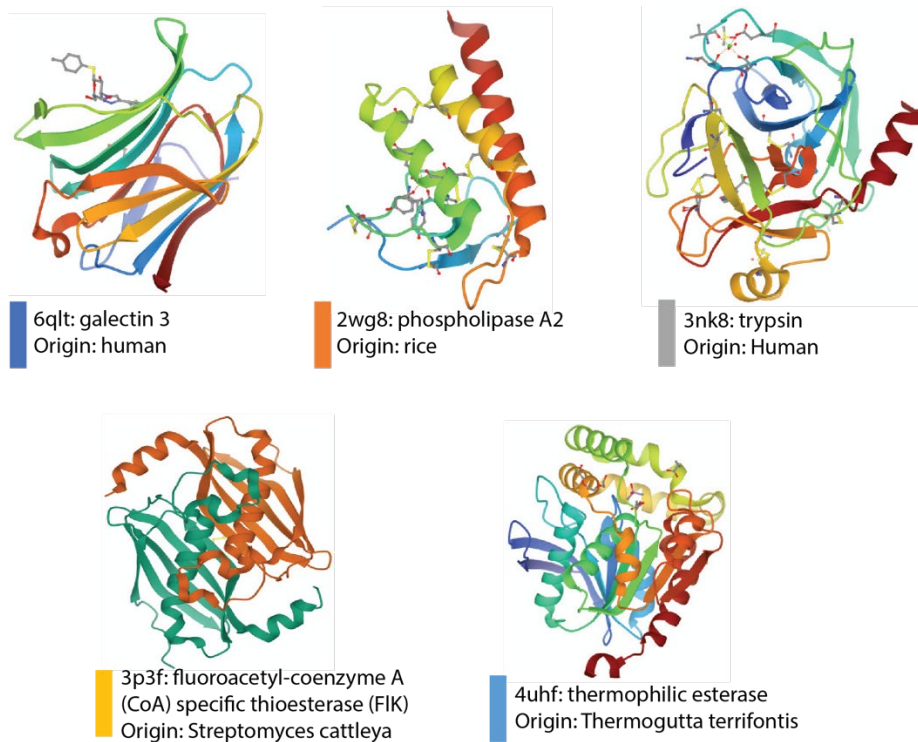 6qlt: galectin 3
Origin: human
2wg8: phospholipase A2
Origin: rice
3nk8: trypsin
Origin: Human
3p3f: fluoroacetyl-coenzyme A
(CoA) specific thioesterase (FlK)
Origin: Streptomyces cattleya
4uhf: thermophilic esterase
Origin: Thermogutta terrifontis